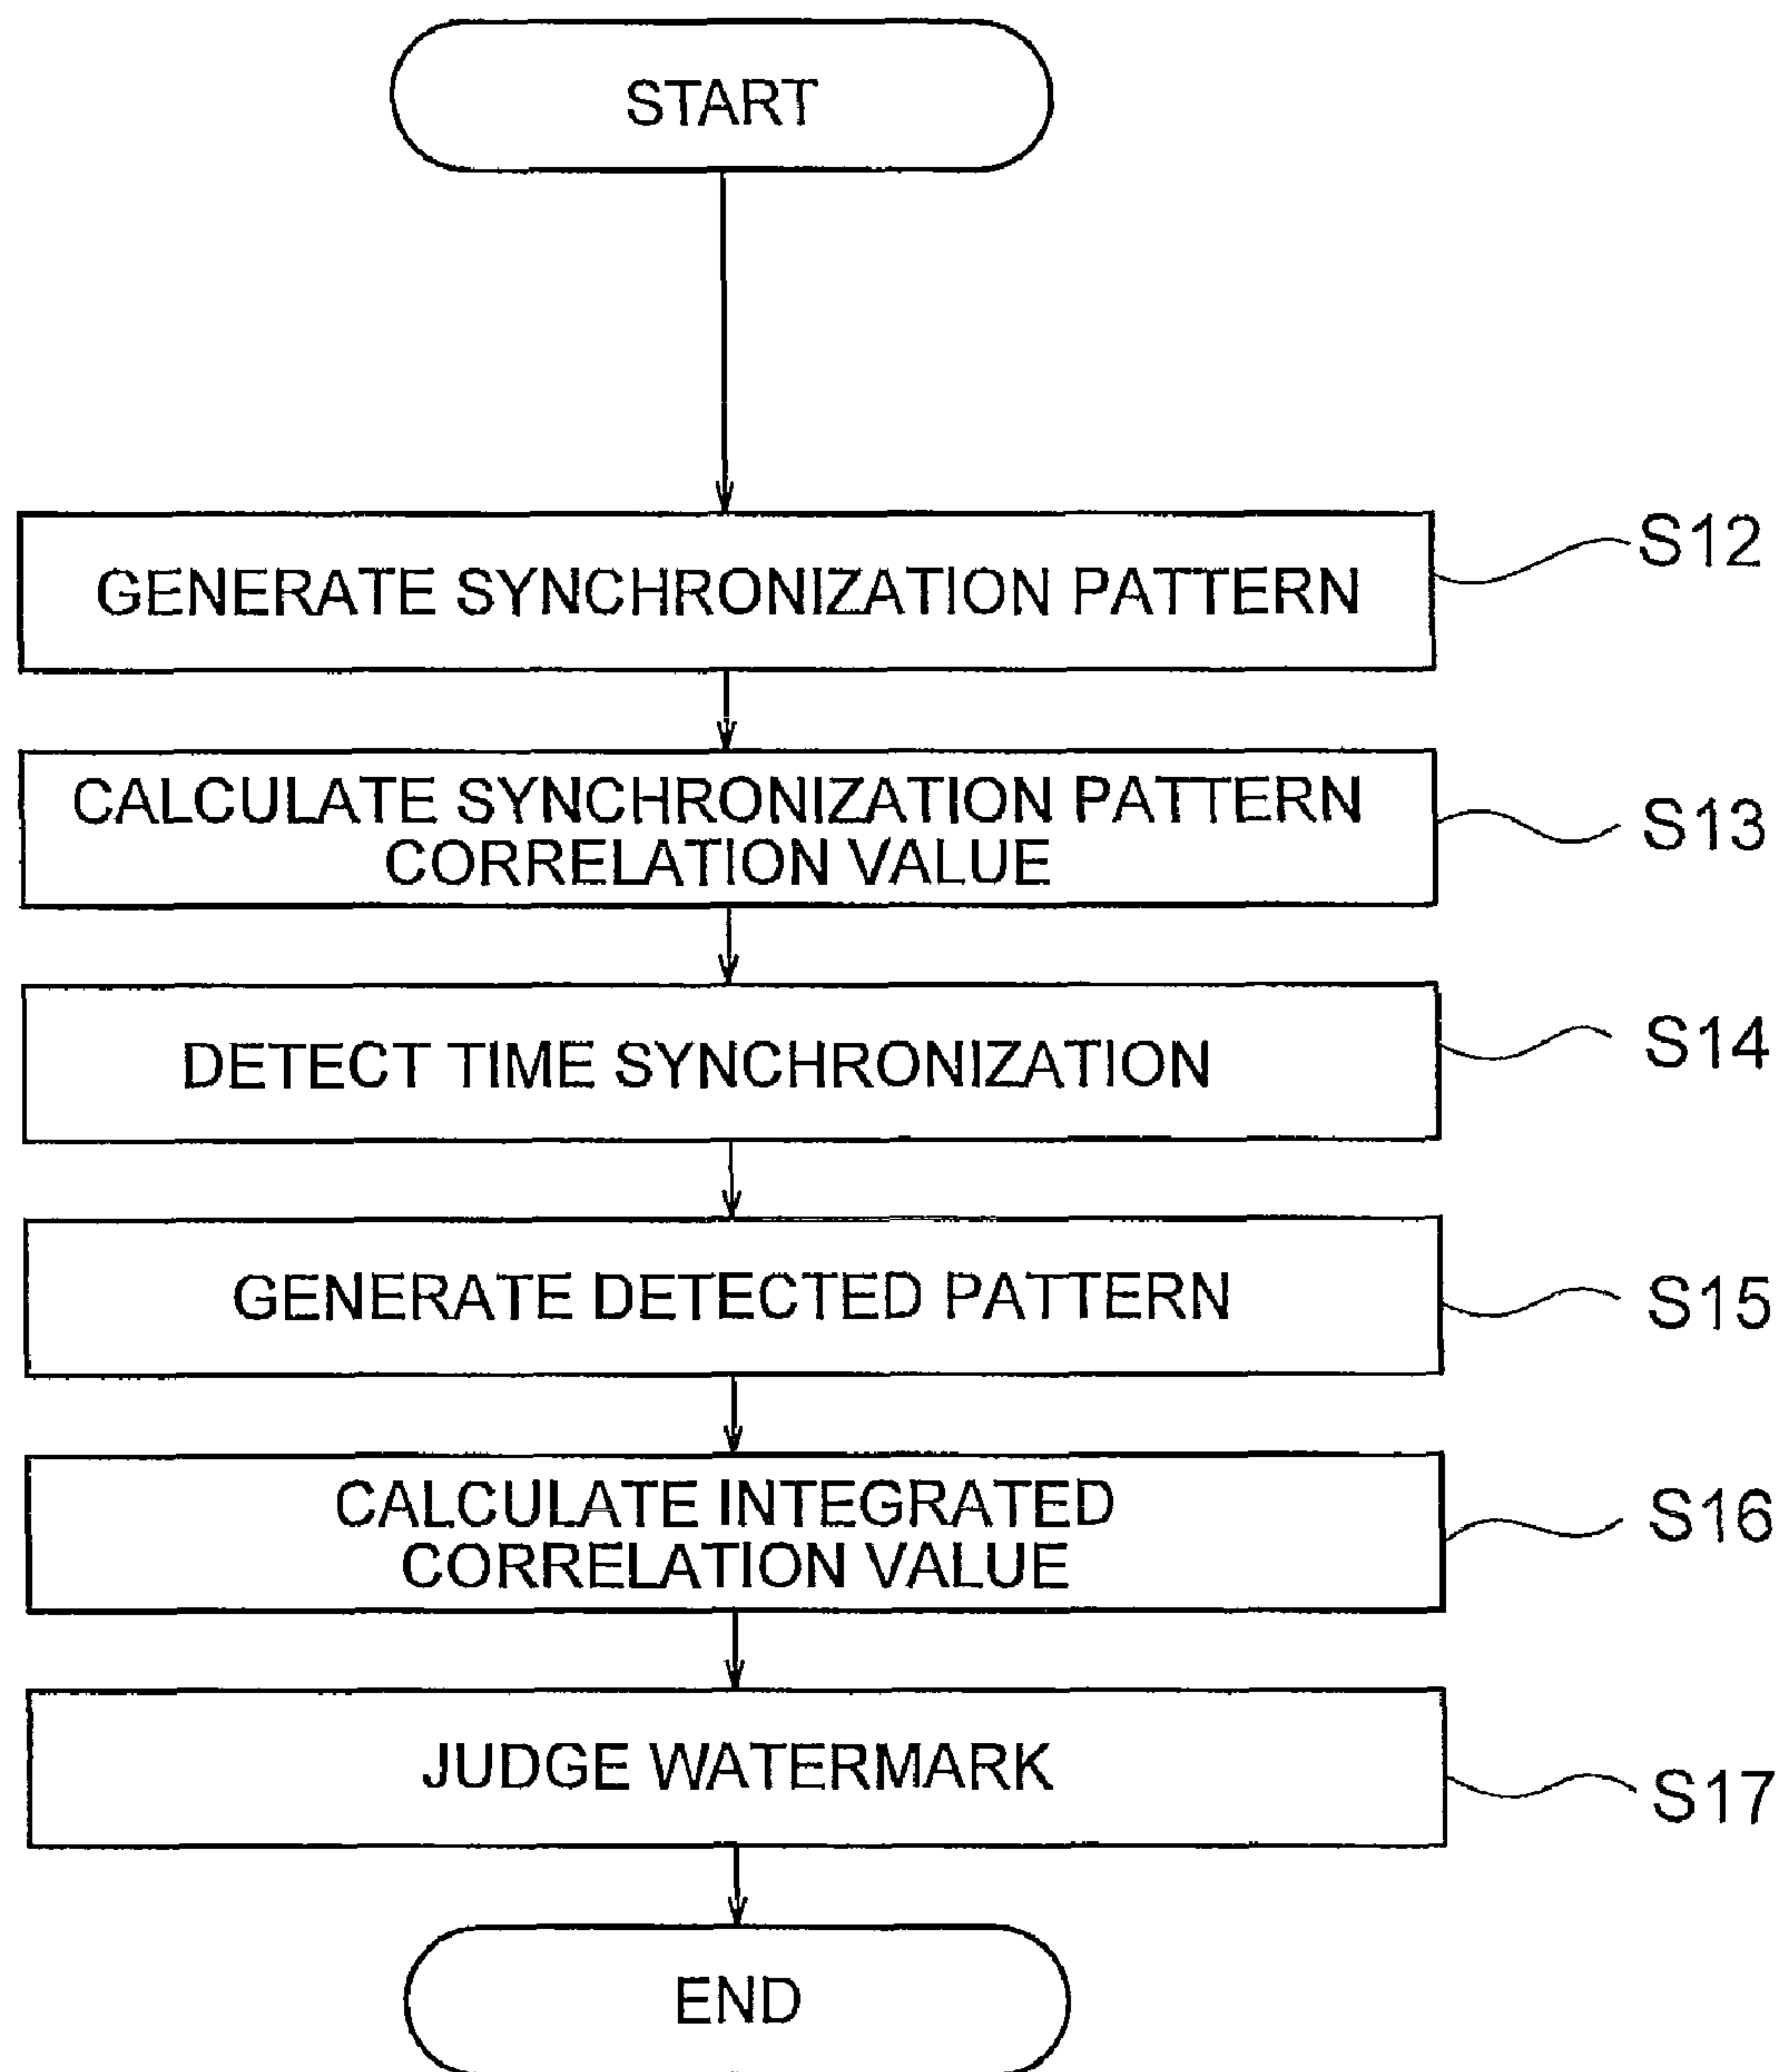 START
GENERATE SYNCHRONIZATION PATTERN
S12
CALCULATE SYNCHRONIZATION PATTERN
CORRELATION VALUE
S13
DETECT TIME SYNCHRONIZATION
S14
GENERATE DETECTED PATTERN
S15
CALCULATE INTEGRATED
CORRELATION VALUE
S16
JUDGE WATERMARK
S17
END